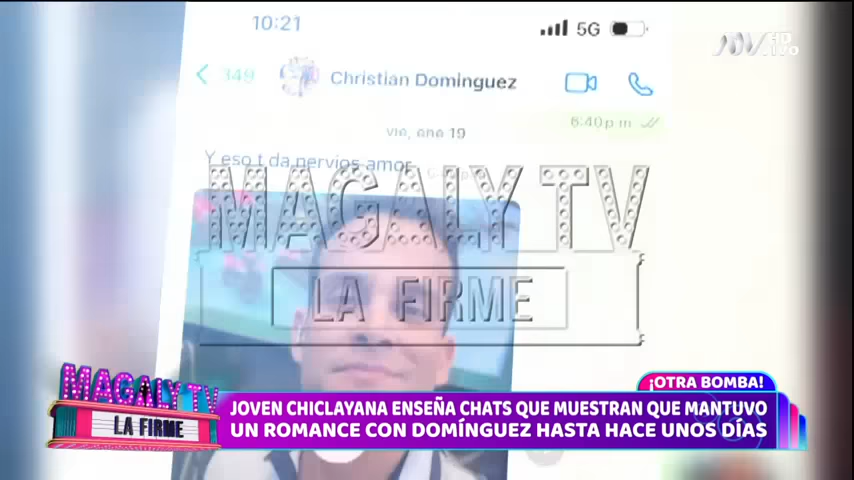 10:21
5G
ATV HD
VIVO
349
Christian Dominguez
6:40 p.m.
vie, ene 19
Y eso t da nervios amor
MAGALY TV
LA FIRME
¡OTRA BOMBA!
MAGALY TV
LA FIRME
JOVEN CHICLAYANA ENSEÑA CHATS QUE MUESTRAN QUE MANTUVO
UN ROMANCE CON DOMÍNGUEZ HASTA HACE UNOS DÍAS